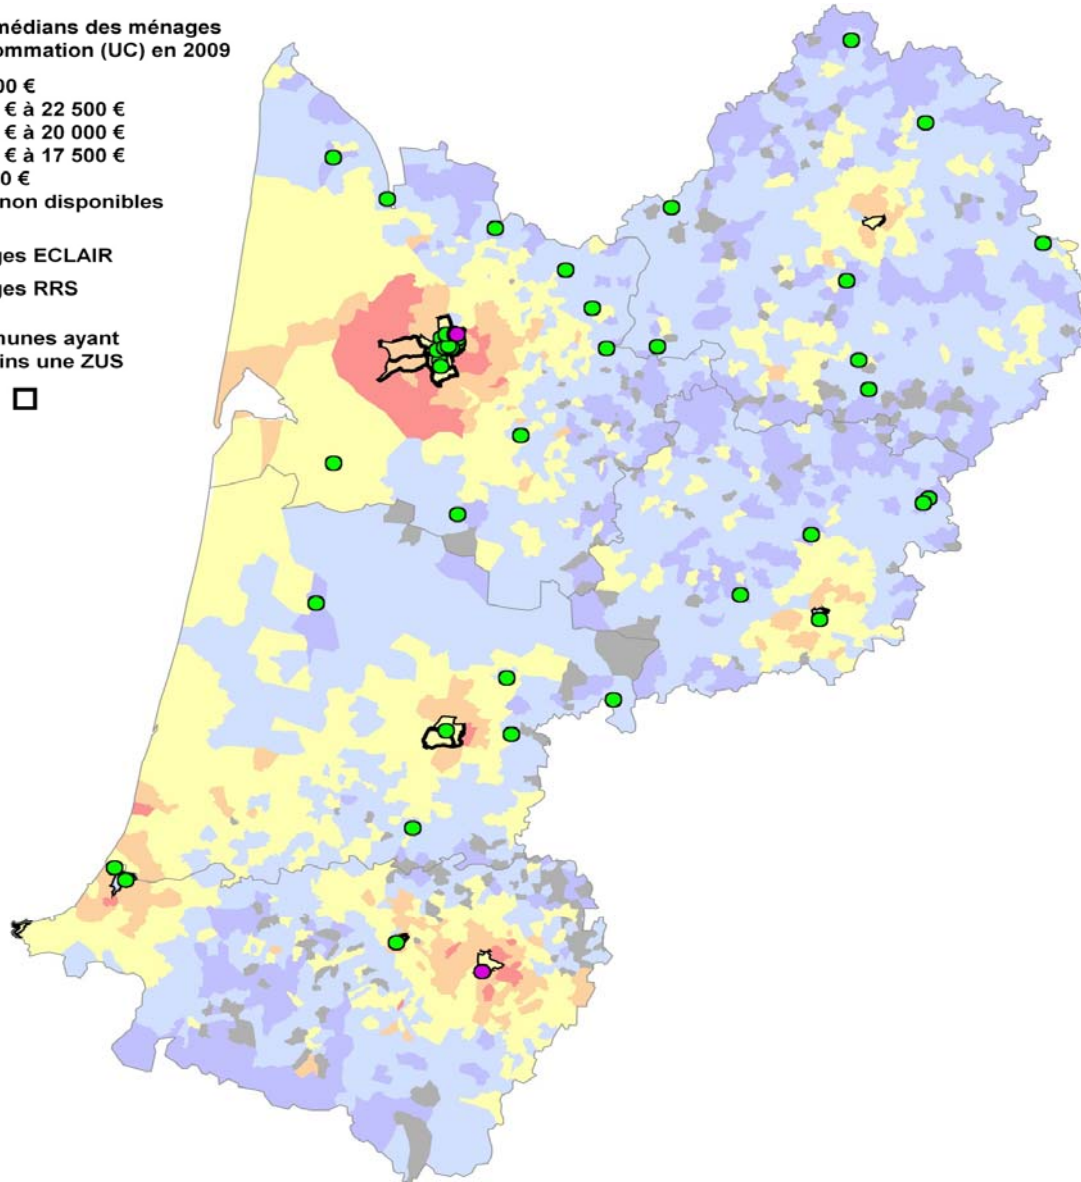 médians des ménages
ommation (UC) en 2009
00 €
€ à 22 500 €
€ à 20 000 €
€ à 17 500 €
0 €
non disponibles
ges ECLAIR
ges RRS
munes ayant
ins une ZUS